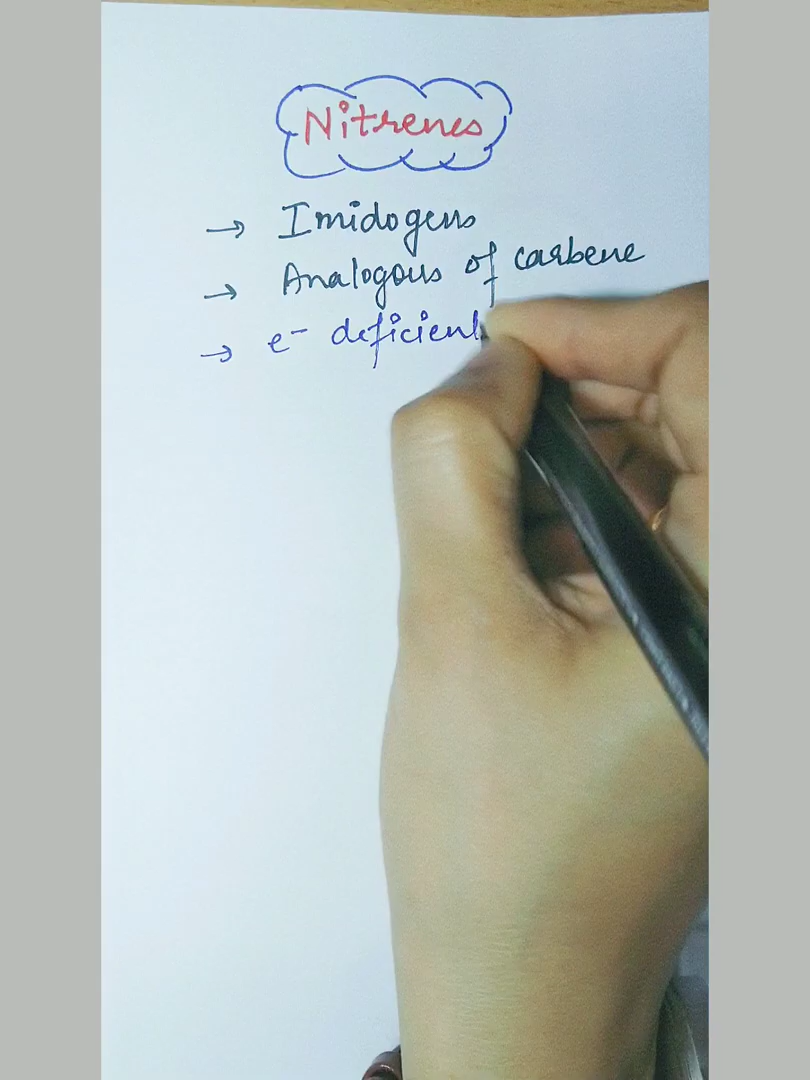 Nitrenes
→ Imidogens
→ Analogous of carbene
→ e⁻ deficient